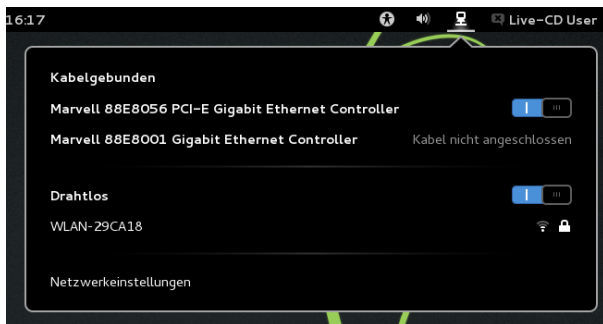 16:17 Live-CD User
Kabelgebunden
Marvell 88E8056 PCI-E Gigabit Ethernet Controller
Marvell 88E8001 Gigabit Ethernet Controller Kabel nicht angeschlossen
Drahtlos
WLAN-29CA18
Netzwerkeinstellungen